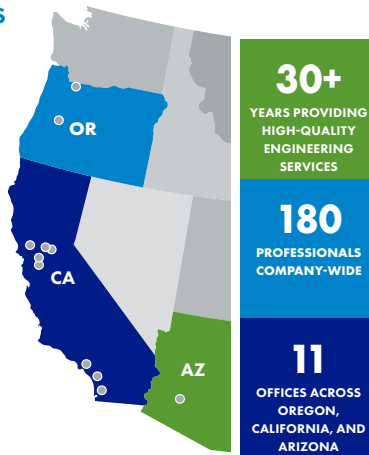 S
OR
CA
AZ
30+
YEARS PROVIDING
HIGH-QUALITY
ENGINEERING
SERVICES
180
PROFESSIONALS
COMPANY-WIDE
11
OFFICES ACROSS
OREGON,
CALIFORNIA, AND
ARIZONA